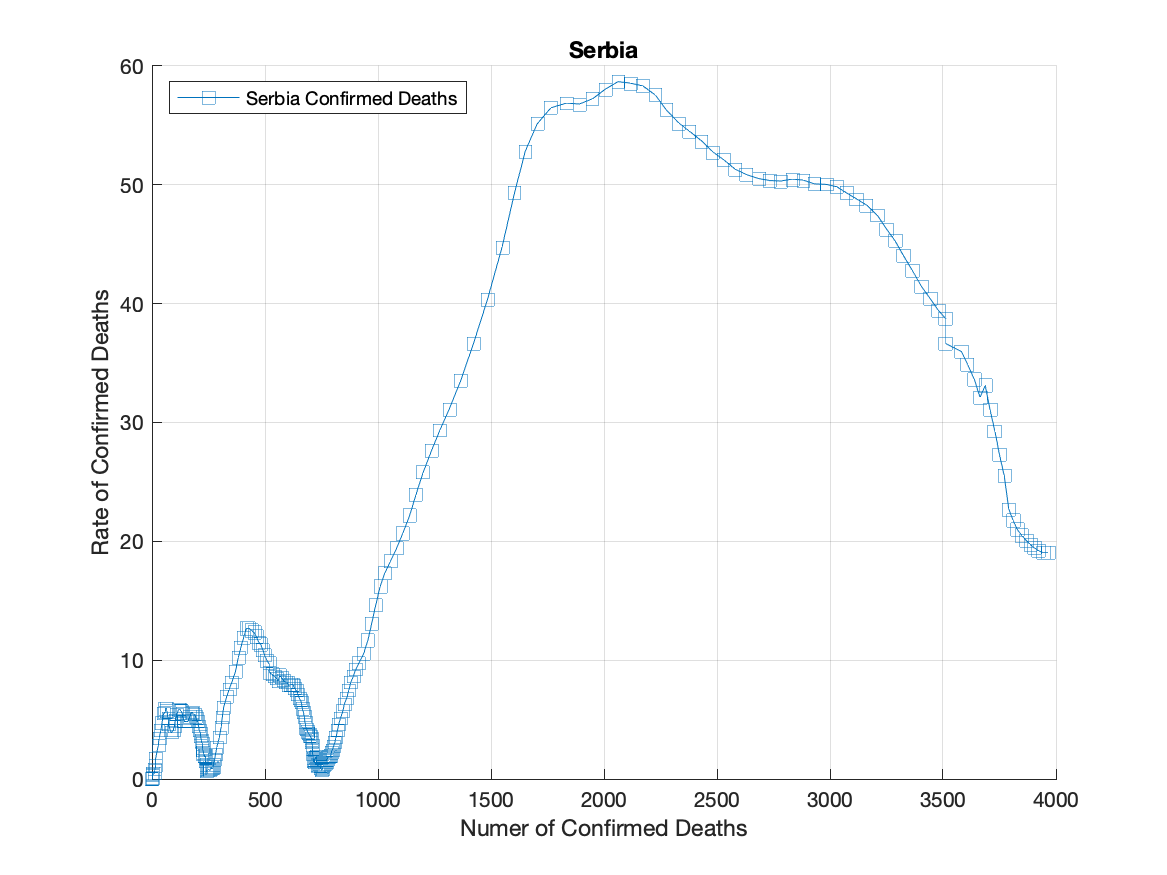 Serbia
Serbia Confirmed Deaths
Rate of Confirmed Deaths
60
50
40
30
20
10
0
0 500 1000 1500 2000 2500 3000 3500 4000
Numer of Confirmed Deaths